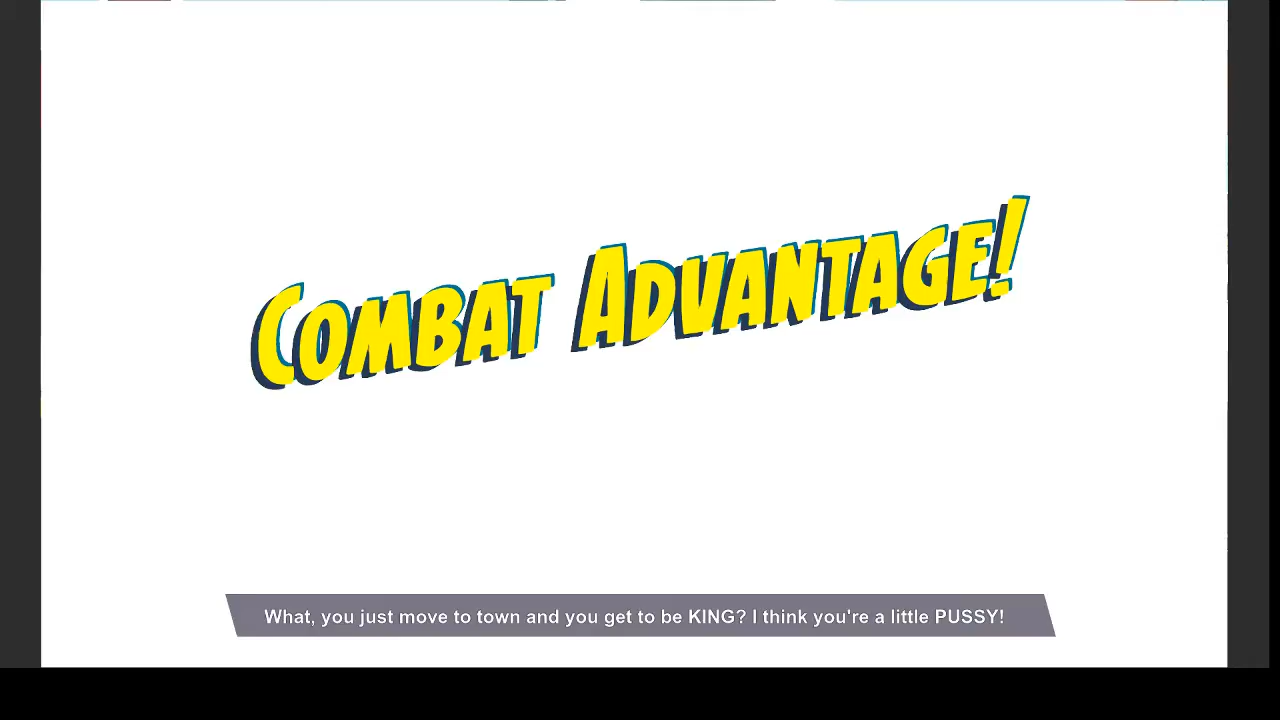 COMBAT ADVANTAGE!
What, you just move to town and you get to be KING? I think you're a little PUSSY!